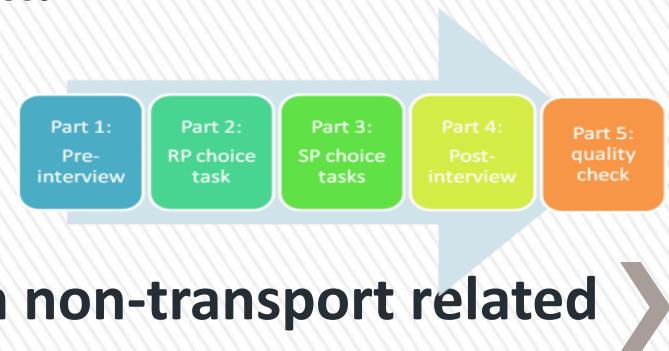 Part 1:
Pre-
interview
Part 2:
RP choice
task
Part 3:
SP choice
tasks
Part 4:
Post-
interview
Part 5:
quality
check
non-transport related